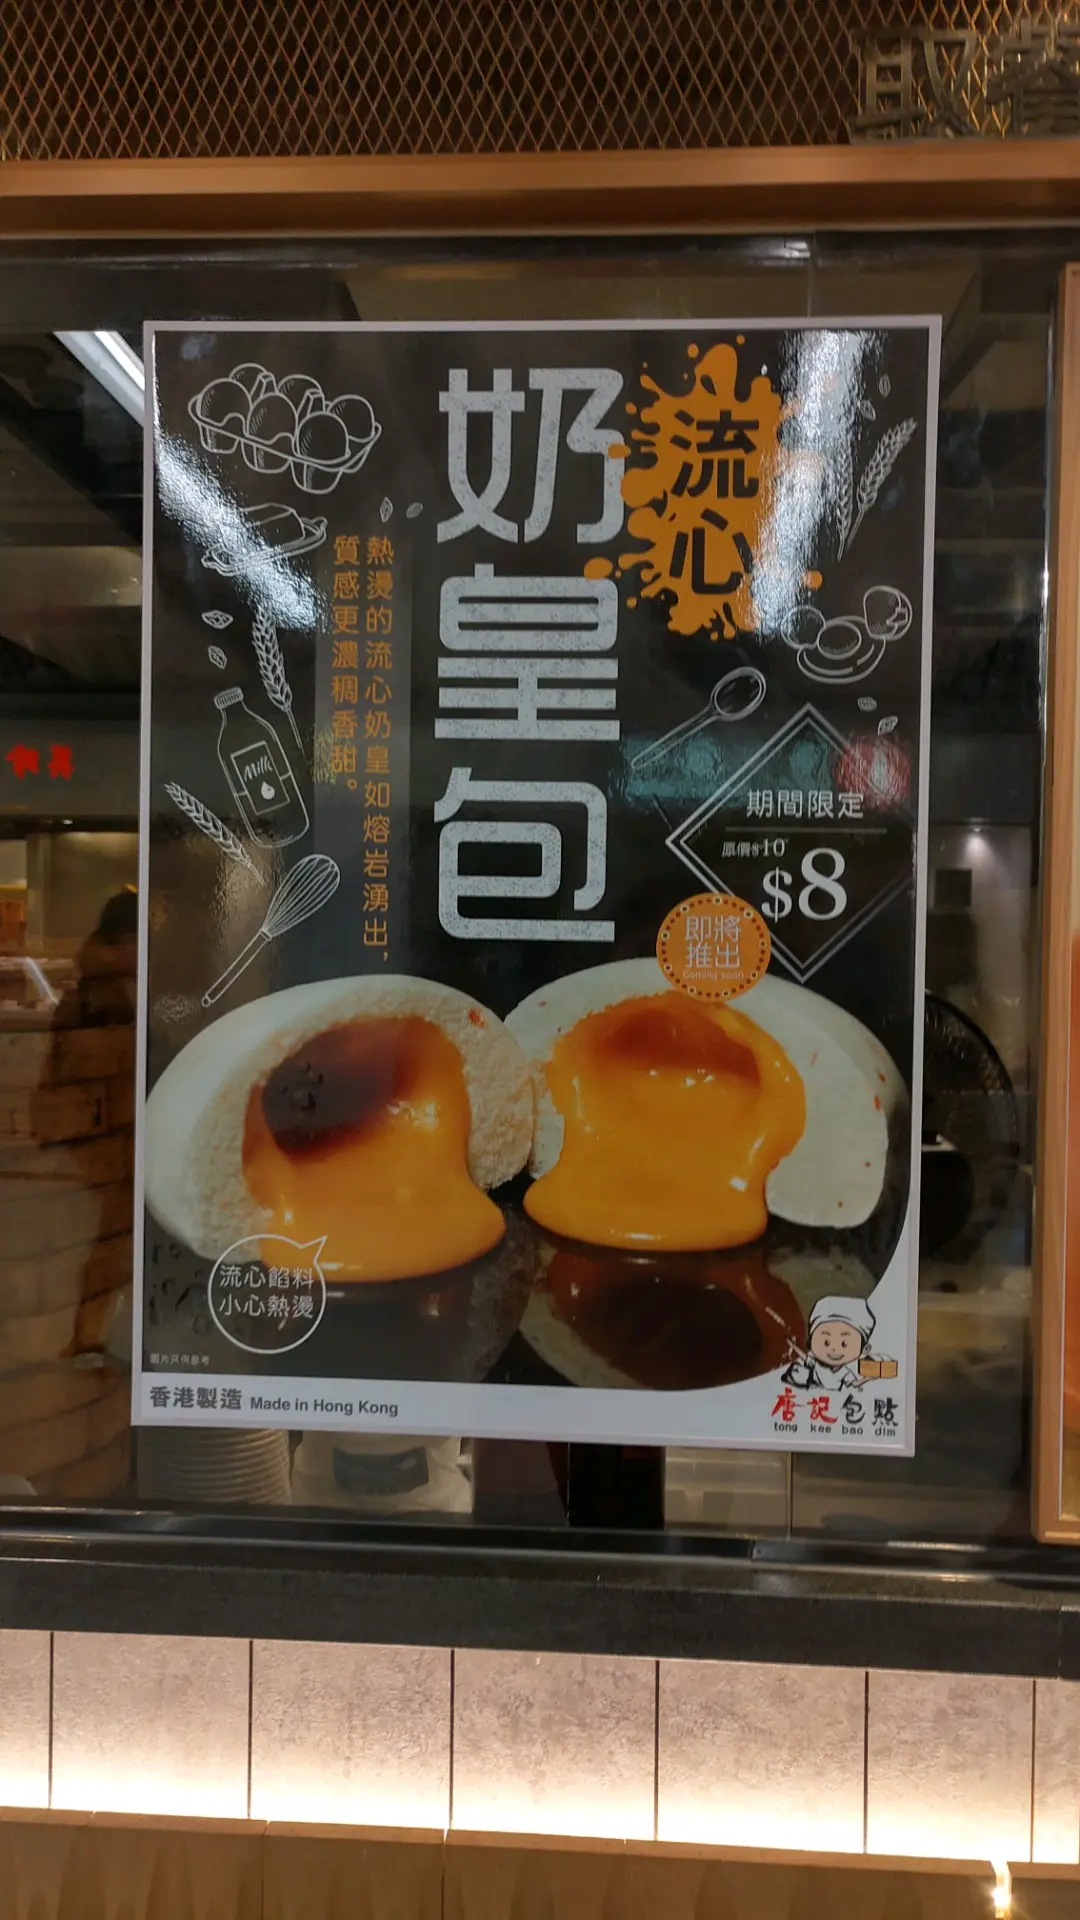 取餐
流心
奶皇包
熱燙的流心奶皇如熔岩湧出，
質感更濃稠香甜。
Milk
期間限定
原價$10
$8
即將
推出
Coming soon
流心餡料
小心熱燙
圖片只供參考
香港製造 Made in Hong Kong
唐記包點
tong kee bao dim